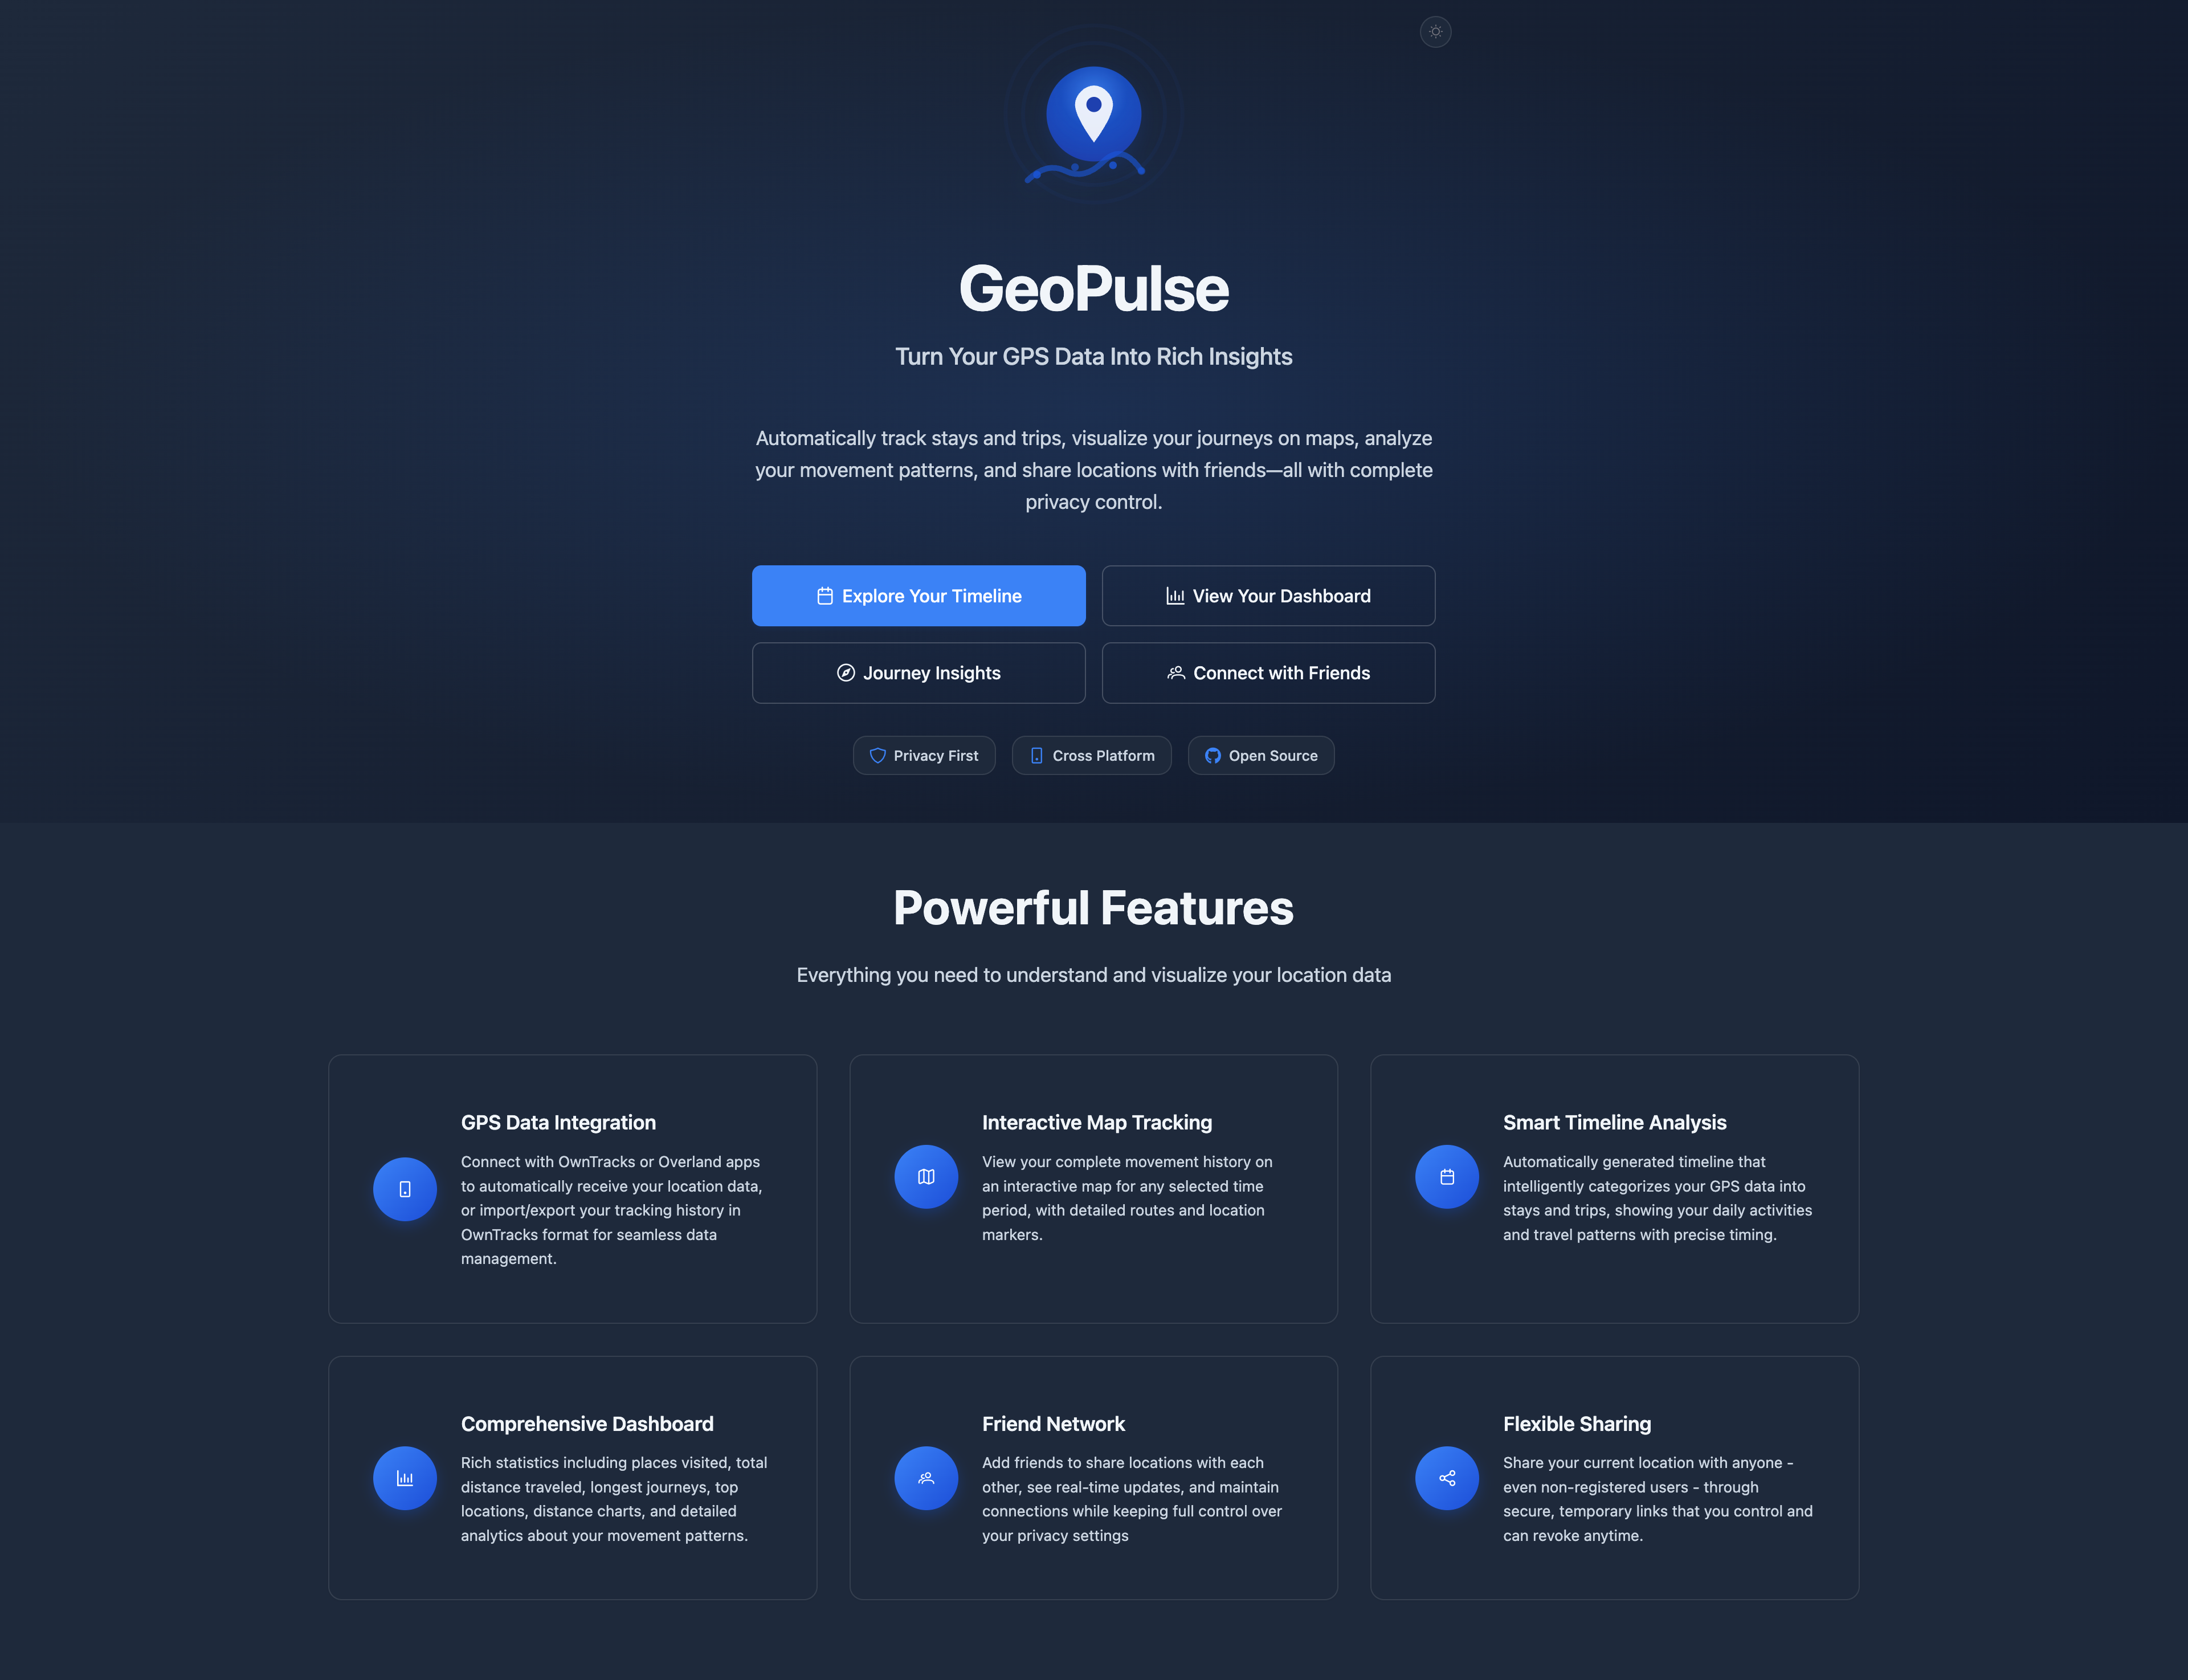 GeoPulse
Turn Your GPS Data Into Rich Insights
Automatically track stays and trips, visualize your journeys on maps, analyze
your movement patterns, and share locations with friends—all with complete
privacy control.
Explore Your Timeline
View Your Dashboard
Journey Insights
Connect with Friends
Privacy First
Cross Platform
Open Source
Powerful Features
Everything you need to understand and visualize your location data
GPS Data Integration
Connect with OwnTracks or Overland apps
to automatically receive your location data,
or import/export your tracking history in
OwnTracks format for seamless data
management.
Interactive Map Tracking
View your complete movement history on
an interactive map for any selected time
period, with detailed routes and location
markers.
Smart Timeline Analysis
Automatically generated timeline that
intelligently categorizes your GPS data into
stays and trips, showing your daily activities
and travel patterns with precise timing.
Comprehensive Dashboard
Rich statistics including places visited, total
distance traveled, longest journeys, top
locations, distance charts, and detailed
analytics about your movement patterns.
Friend Network
Add friends to share locations with each
other, see real-time updates, and maintain
connections while keeping full control over
your privacy settings
Flexible Sharing
Share your current location with anyone -
even non-registered users - through
secure, temporary links that you control and
can revoke anytime.